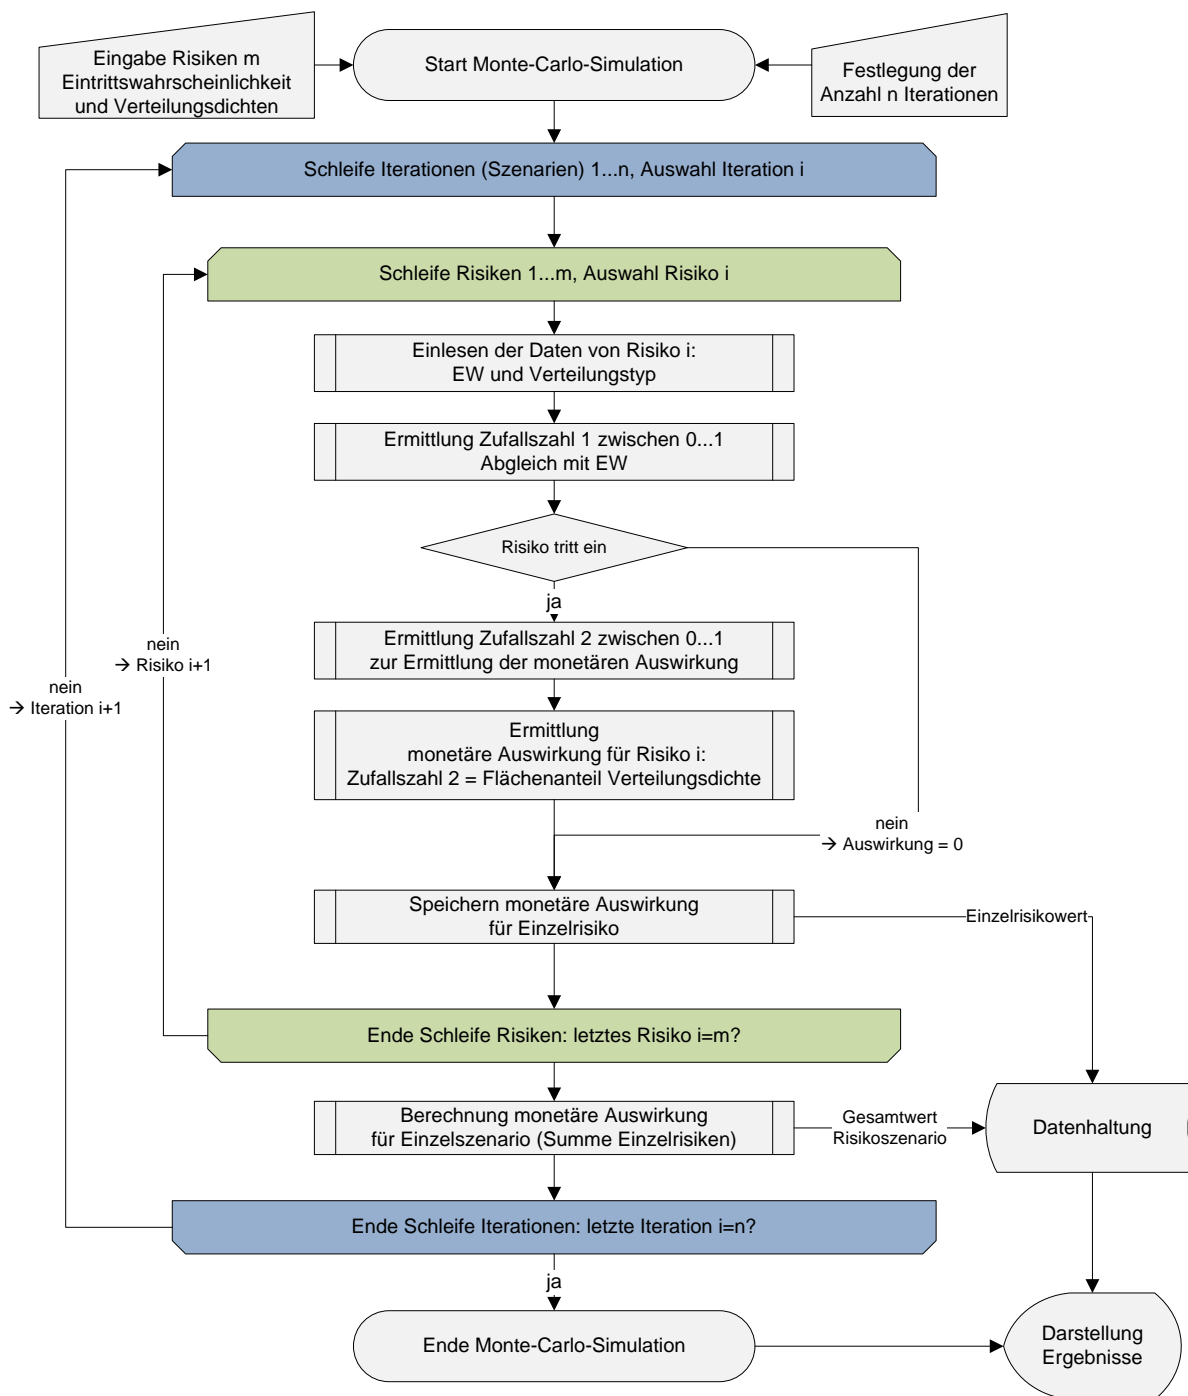 Eingabe Risiken m
Eintrittswahrscheinlichkeit
und Verteilungsdichten
Start Monte-Carlo-Simulation
Festlegung der
Anzahl n Iterationen
Schleife Iterationen (Szenarien) 1...n, Auswahl Iteration i
Schleife Risiken 1...m, Auswahl Risiko i
Einlesen der Daten von Risiko i:
EW und Verteilungstyp
Ermittlung Zufallszahl 1 zwischen 0...1
Abgleich mit EW
Risiko tritt ein
ja
Ermittlung Zufallszahl 2 zwischen 0...1
zur Ermittlung der monetären Auswirkung
nein
→ Risiko i+1
nein
→ Iteration i+1
Ermittlung
monetäre Auswirkung für Risiko i:
Zufallszahl 2 = Flächenanteil Verteilungsdichte
nein
→ Auswirkung = 0
Speichern monetäre Auswirkung
für Einzelrisiko
Einzelrisikowert
Ende Schleife Risiken: letztes Risiko i=m?
Berechnung monetäre Auswirkung
für Einzelszenario (Summe Einzelrisiken)
Gesamtwert
Risikoszenario
Datenhaltung
Ende Schleife Iterationen: letzte Iteration i=n?
ja
Ende Monte-Carlo-Simulation
Darstellung
Ergebnisse